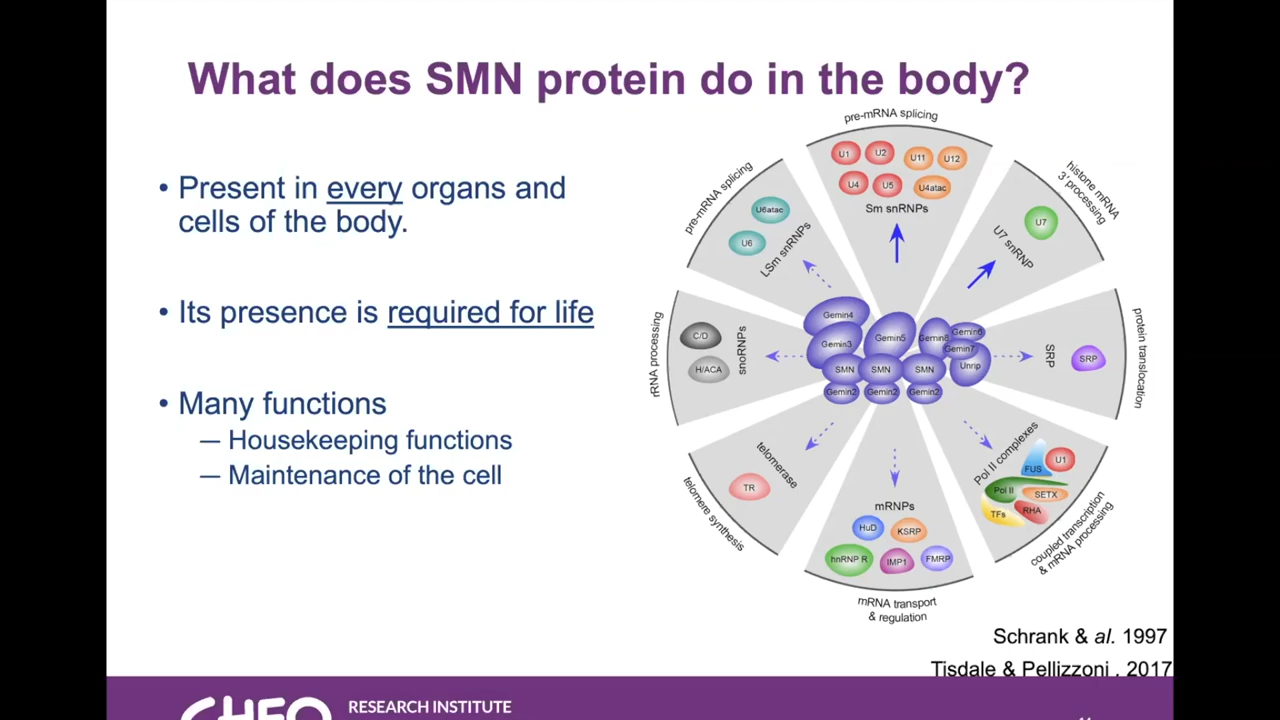 What does SMN protein do in the body?
• Present in every organs and
cells of the body.
• Its presence is required for life
• Many functions
— Housekeeping functions
— Maintenance of the cell
pre-mRNA splicing
U1
U2
U11
U12
U4
U5
U4atac
Sm snRNPs
histone mRNA
3' processing
U7
U7 snRNP
protein translocation
SRP
SRP
coupled transcription
& mRNA processing
Pol II complexes
FUS
U1
Pol II
SETX
TFs
RHA
mRNPs
HuD
KSRP
hnRNP R
IMP1
FMRP
mRNA transport
& regulation
telomerase
TR
telomere synthesis
rRNA processing
C/D
H/ACA
snoRNPs
pre-mRNA splicing
U6atac
U6
LSm snRNPs
Gemin4
Gemin3
Gemin5
Gemin8
Gemin6
Gemin7
Unrip
SMN
SMN
SMN
Gemin2
Gemin2
Gemin2
Schrank & al. 1997
Tisdale & Pellizzoni , 2017
CHEO
RESEARCH INSTITUTE